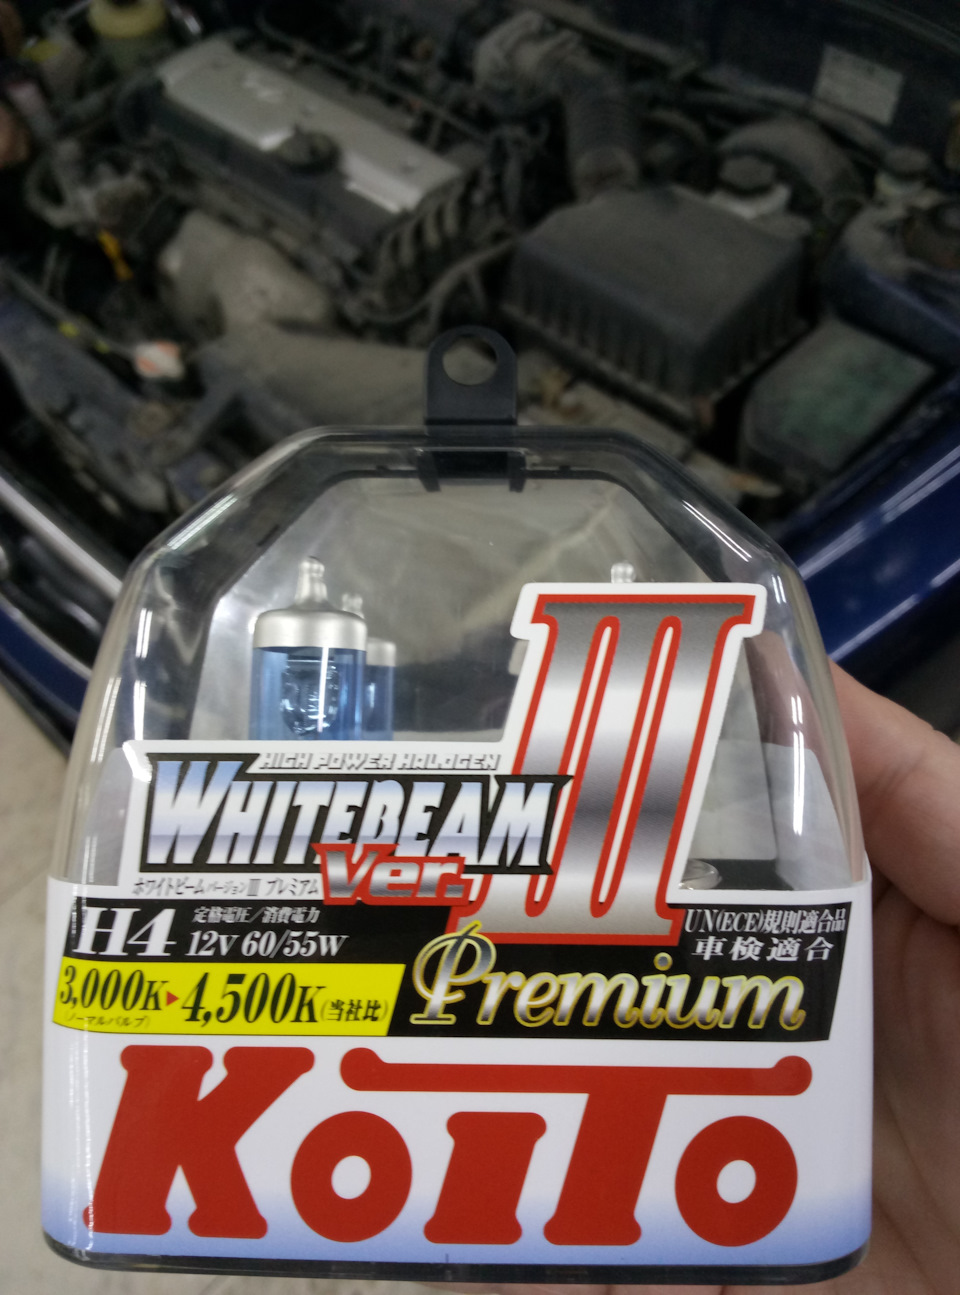 III
HIGH POWER HALOGEN
WHITEBEAM
Ver.
ホワイトビームバージョンIII プレミアム
H4
定格電圧/消費電力
12V 60/55W
UN(ECE)規則適合品
車検適合
3,000K▶4,500K(当社比)
(ノーマルバルブ)
Premium
KOITO